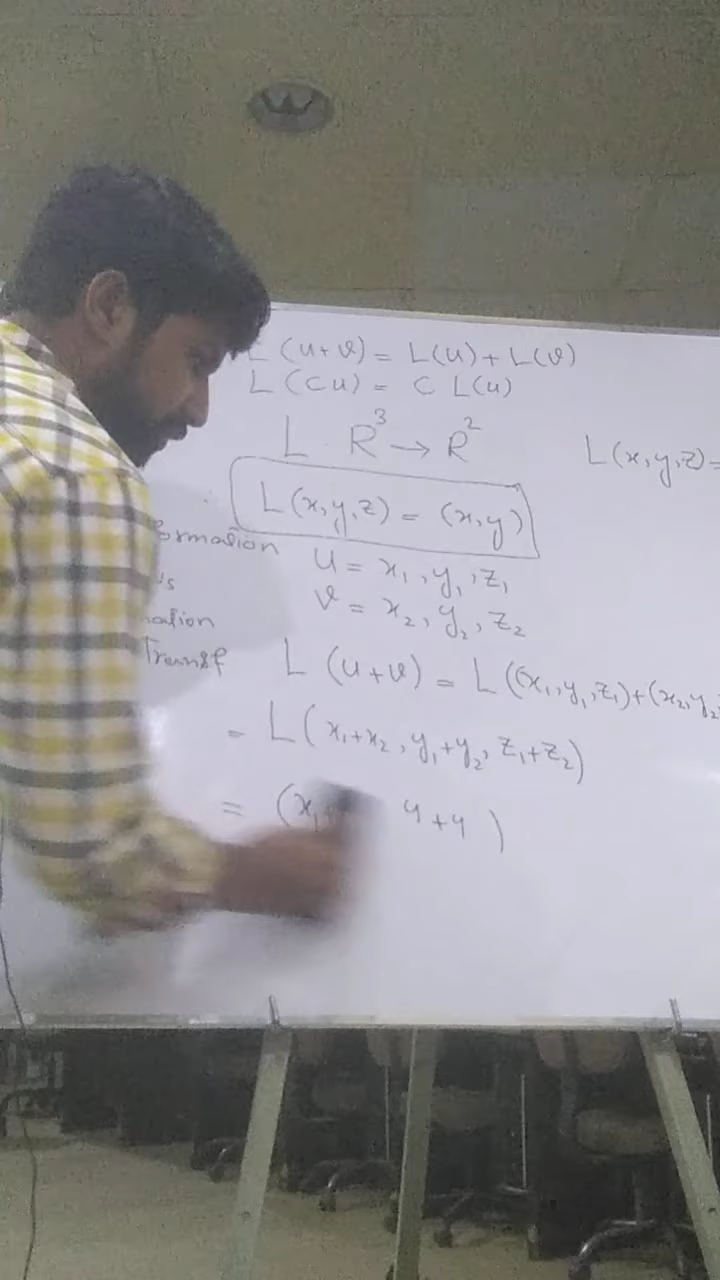 L (u+v) = L(u) + L(v)
L (Cu) = C L(u)
L R³ → R²
L(x,y,z) =
L(x,y,z) = (x,y)
u = x₁, y₁, z₁
v = x₂, y₂, z₂
Transf
L (u+v) = L((x₁,y₁,z₁)+(x₂,y₂
= L(x₁+x₂, y₁+y₂, z₁+z₂)
= (x₁+ y+y )